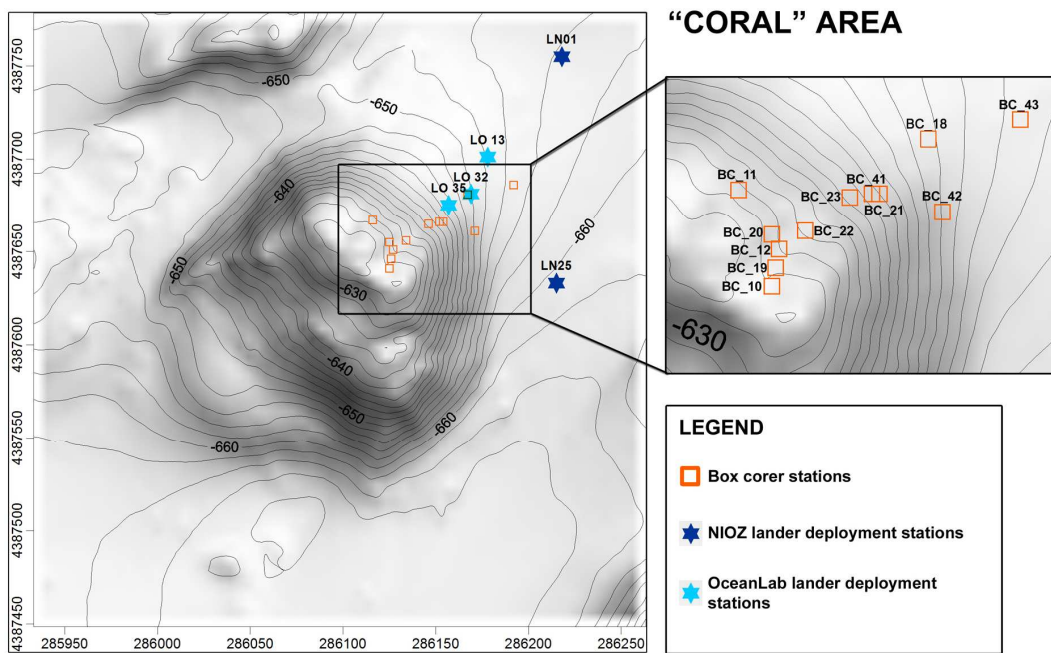 “CORAL” AREA
LN01
-650
-650
LO 13
LO 32
LO 35
-640
-660
LN25
-650
-630
-640
-650
-660
-660
4387750
4387700
4387650
4387600
4387550
4387500
4387450
285950
286000
286050
286100
286150
286200
286250
BC_43
BC_18
BC_11
BC_41
BC_23
BC_21
BC_42
BC_20
BC_22
BC_12
BC_19
BC_10
-630
LEGEND
Box corer stations
NIOZ lander deployment stations
OceanLab lander deployment
stations